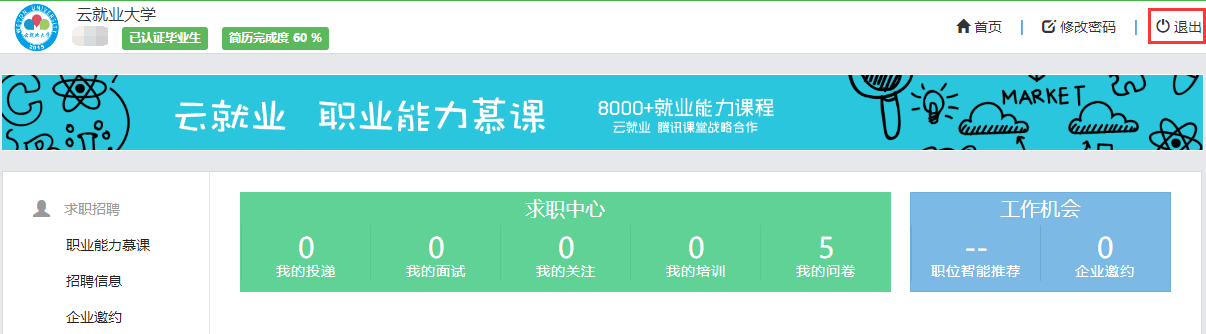 云就业大学
已认证毕业生 简历完成度 60 %
首页 | 修改密码 | 退出
云就业 职业能力慕课
8000+就业能力课程
云就业 腾讯课堂战略合作
MARKET
求职招聘
职业能力慕课
招聘信息
企业邀约
求职中心
0 0 0 0 5
我的投递 我的面试 我的关注 我的培训 我的问卷
工作机会
-- 0
职位智能推荐 企业邀约